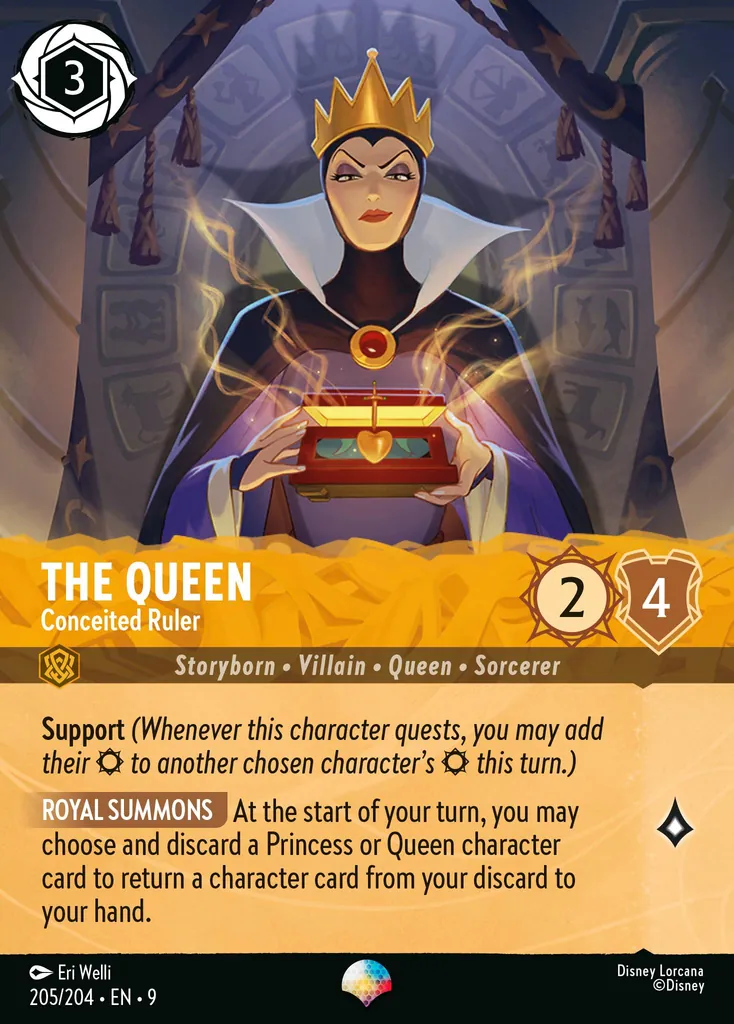 3
THE QUEEN
Conceited Ruler
2
4
Storyborn • Villain • Queen • Sorcerer
Support (Whenever this character quests, you may add
their to another chosen character's this turn.)
ROYAL SUMMONS At the start of your turn, you may
choose and discard a Princess or Queen character
card to return a character card from your discard to
your hand.
Eri Welli
205/204 • EN • 9
Disney Lorcana
©Disney